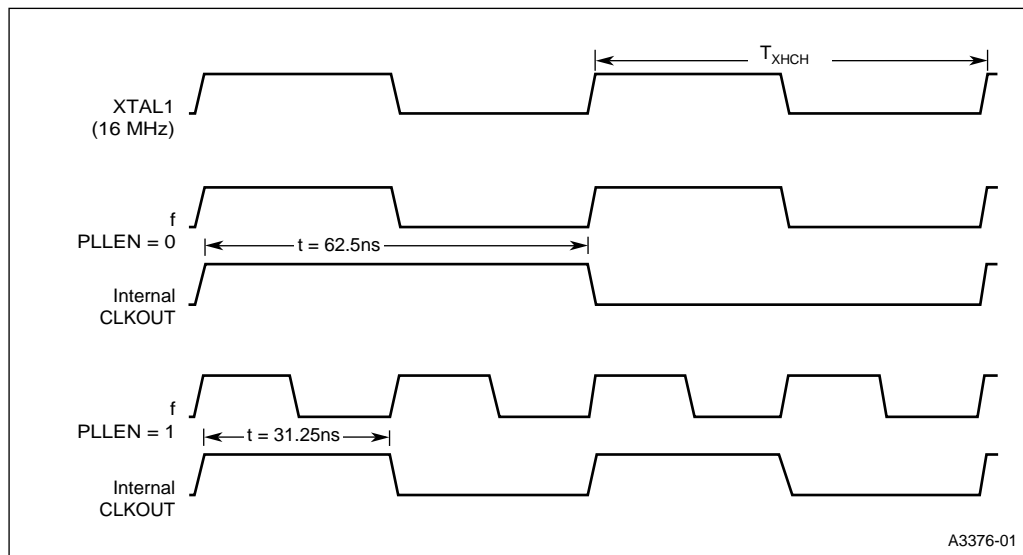 T_XHCH
XTAL1
(16 MHz)
f
PLLEN = 0
t = 62.5ns
Internal
CLKOUT
f
PLLEN = 1
t = 31.25ns
Internal
CLKOUT
A3376-01